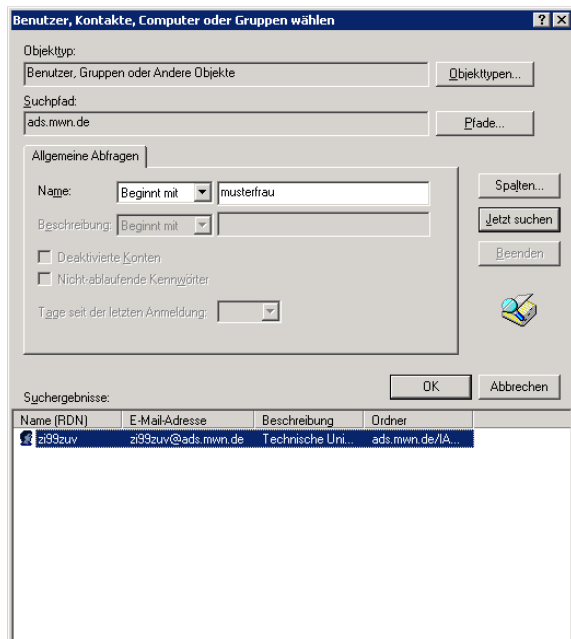 Benutzer, Kontakte, Computer oder Gruppen wählen
Objekttyp:
Benutzer, Gruppen oder Andere Objekte
Objekttypen...
Suchpfad:
ads.mwn.de
Pfade...
Allgemeine Abfragen
Name: Beginnt mit musterfrau
Spalten...
Beschreibung: Beginnt mit
Jetzt suchen
Deaktivierte Konten
Beenden
Nicht-ablaufende Kennwörter
Tage seit der letzten Anmeldung:
OK Abbrechen
Suchergebnisse:
Name (RDN) E-Mail-Adresse Beschreibung Ordner
zi99zuv zi99zuv@ads.mwn.de Technische Uni... ads.mwn.de/IA...